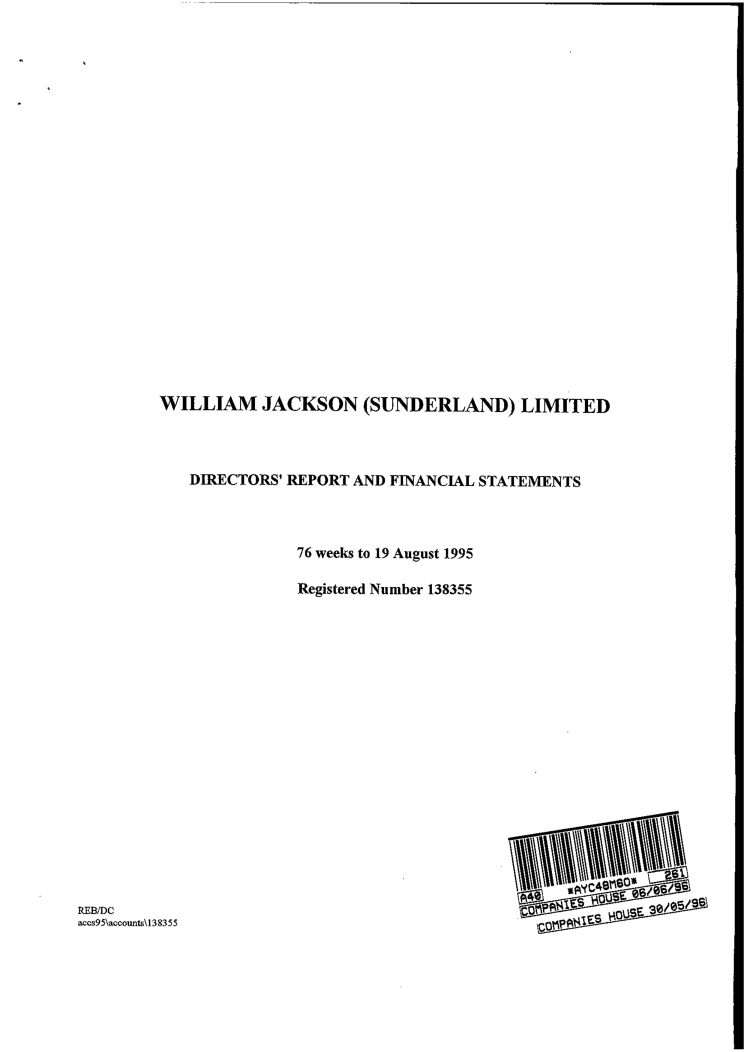 WILLIAM JACKSON (SUNDERLAND) LIMITED
DIRECTORS' REPORT AND FINANCIAL STATEMENTS
76 weeks to 19 August 1995
Registered Number 138355
REB/DC
accs95\accounts\138355
A40 *AYC48M60* 261
COMPANIES HOUSE 06/06/96
COMPANIES HOUSE 30/05/96